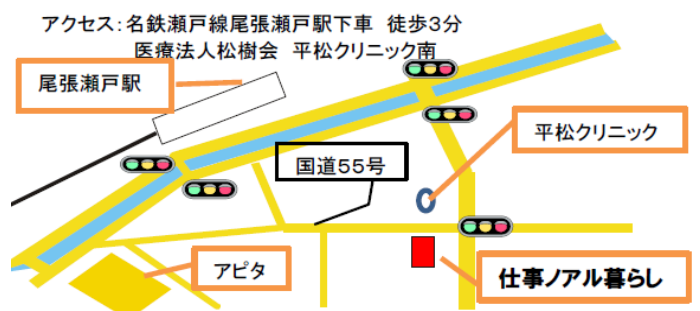 アクセス：名鉄瀬戸線尾張瀬戸駅下車 徒歩３分
医療法人松樹会 平松クリニック南
尾張瀬戸駅
平松クリニック
国道５５号
アピタ
仕事ノアル暮らし